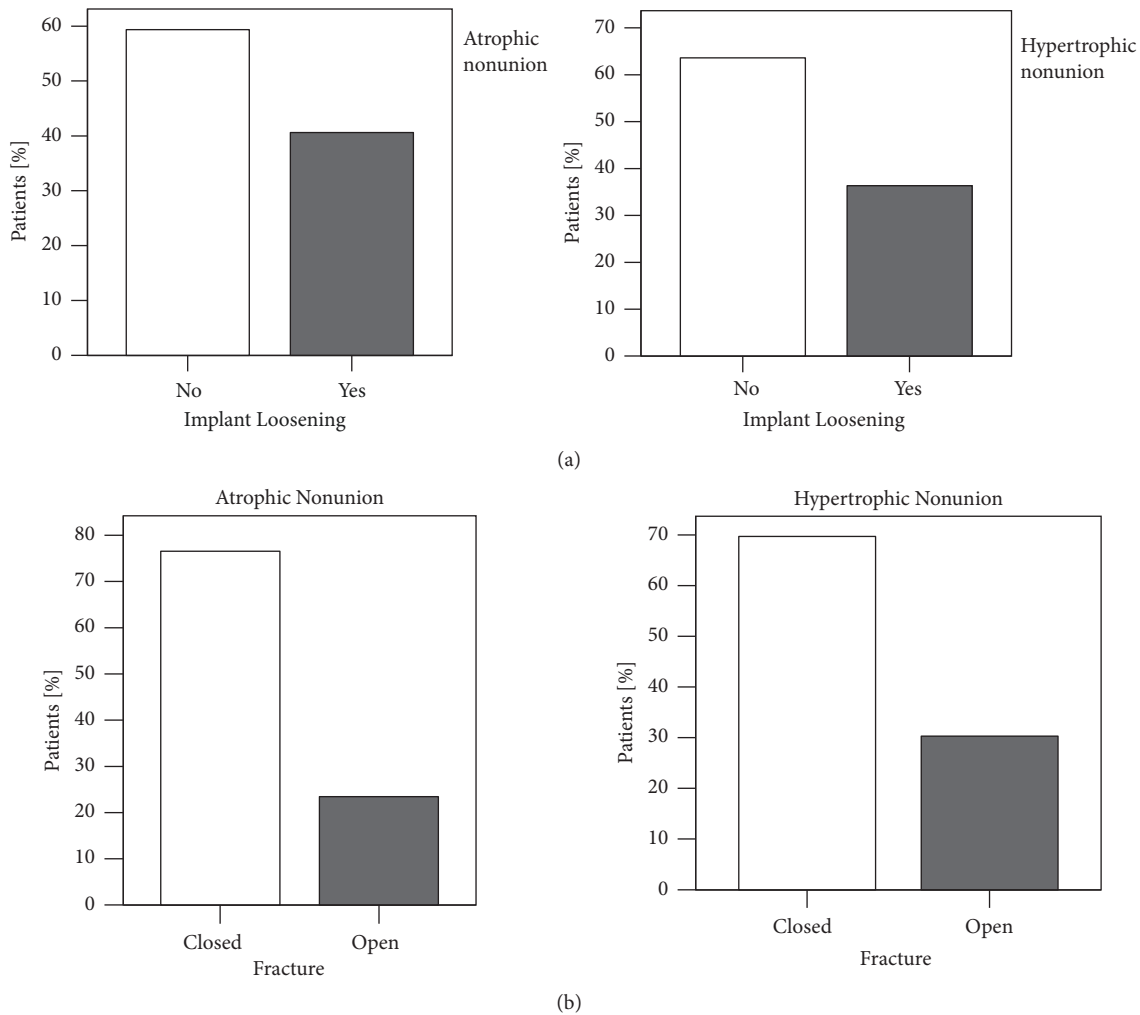 Atrophic
nonunion
Patients [%]
60
50
40
30
20
10
0
No Yes
Implant Loosening
Hypertrophic
nonunion
Patients [%]
70
60
50
40
30
20
10
0
No Yes
Implant Loosening
(a)
Atrophic Nonunion
Patients [%]
80
70
60
50
40
30
20
10
0
Closed Open
Fracture
Hypertrophic Nonunion
Patients [%]
70
60
50
40
30
20
10
0
Closed Open
Fracture
(b)